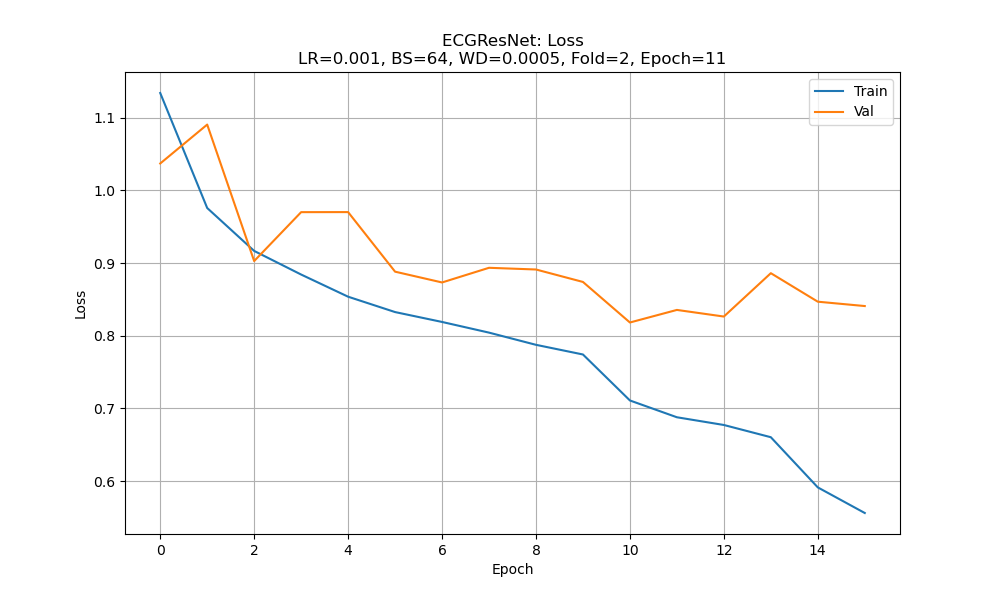 ECGResNet: Loss
LR=0.001, BS=64, WD=0.0005, Fold=2, Epoch=11
Train
Val
1.1
1.0
0.9
0.8
0.7
0.6
Loss
0 2 4 6 8 10 12 14
Epoch